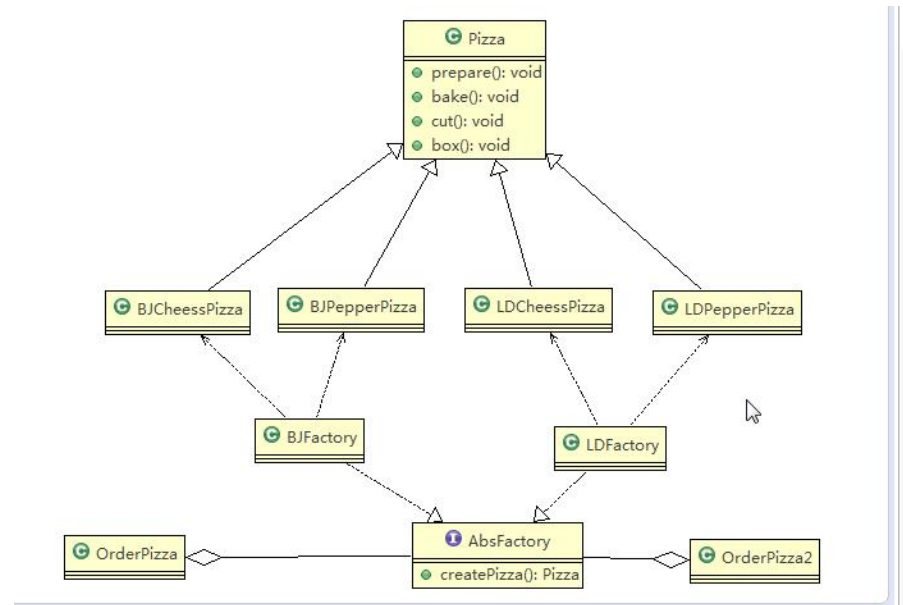 Pizza
prepare(): void
bake(): void
cut(): void
box(): void
BJCheessPizza
BJPepperPizza
LDCheessPizza
LDPepperPizza
BJFactory
LDFactory
OrderPizza
AbsFactory
createPizza(): Pizza
OrderPizza2